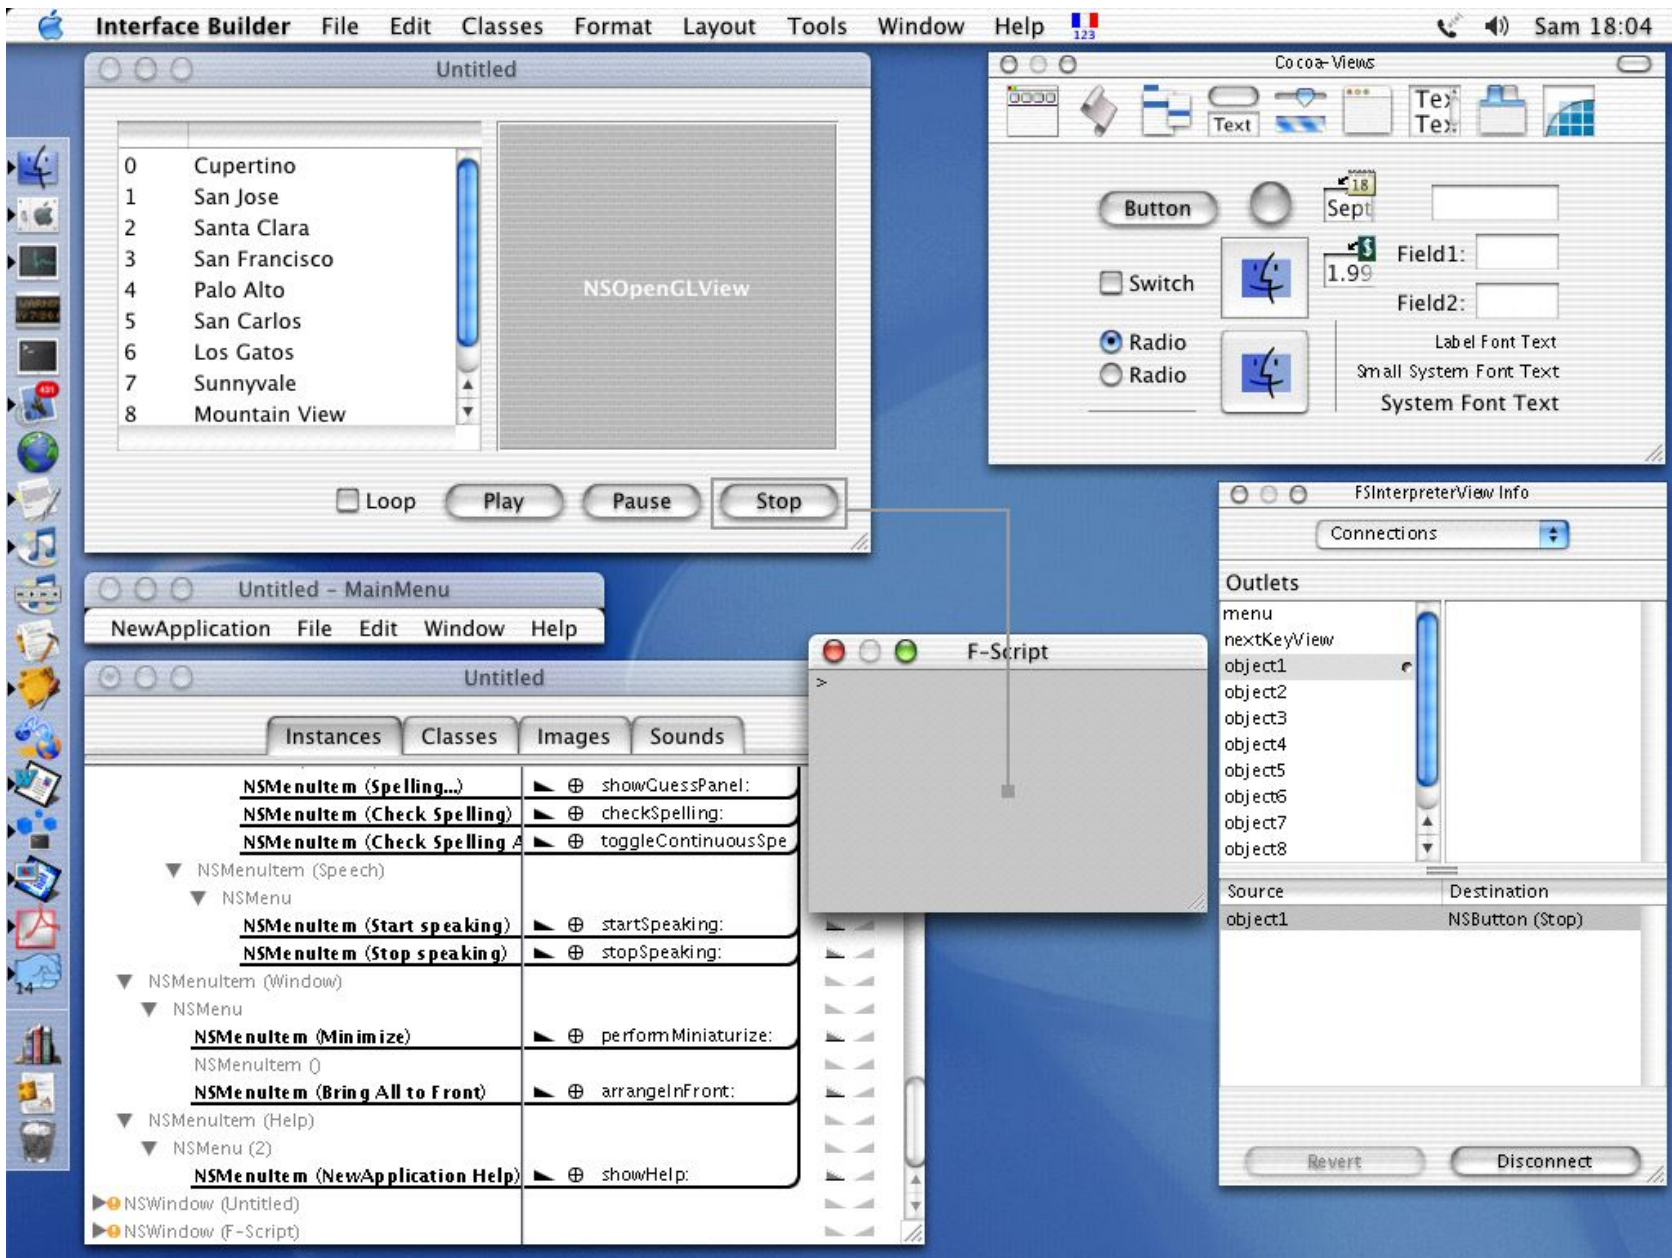 Interface Builder File Edit Classes Format Layout Tools Window Help 123 Sam 18:04
Untitled
0 Cupertino
1 San Jose
2 Santa Clara
3 San Francisco
4 Palo Alto
5 San Carlos
6 Los Gatos
7 Sunnyvale
8 Mountain View
NSOpenGLView
Loop Play Pause Stop
Cocoa-Views
Text
Button
18
Sept
Switch
1.99
Field1:
Field2:
Radio
Radio
Label Font Text
Small System Font Text
System Font Text
Untitled - MainMenu
NewApplication File Edit Window Help
Untitled
Instances Classes Images Sounds
NSMenuItem (Spelling...) showGuessPanel:
NSMenuItem (Check Spelling) checkSpelling:
NSMenuItem (Check Spelling A toggleContinuousSpe
NSMenuItem (Speech)
NSMenu
NSMenuItem (Start speaking) startSpeaking:
NSMenuItem (Stop speaking) stopSpeaking:
NSMenuItem (Window)
NSMenu
NSMenuItem (Minimize) performMiniaturize:
NSMenuItem ()
NSMenuItem (Bring All to Front) arrangeInFront:
NSMenuItem (Help)
NSMenu (2)
NSMenuItem (NewApplication Help) showHelp:
NSWindow (Untitled)
NSWindow (F-Script)
F-Script
>
FSInterpreterView Info
Connections
Outlets
menu
nextKeyView
object1
object2
object3
object4
object5
object6
object7
object8
Source Destination
object1 NSButton (Stop)
Revert Disconnect
431
14